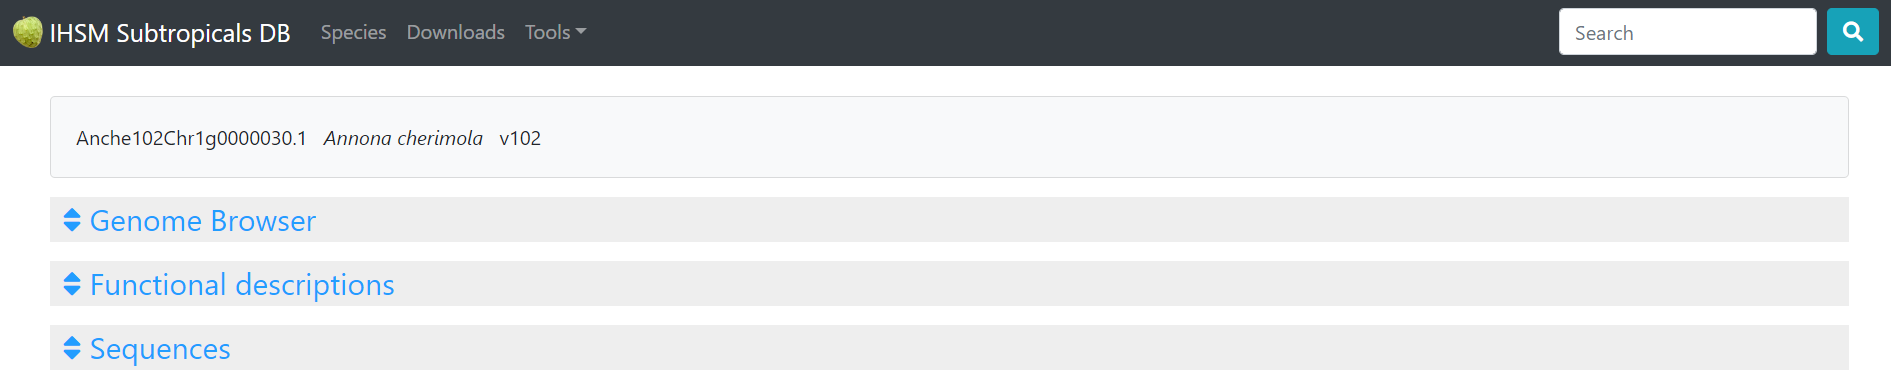 IHSM Subtropicals DB Species Downloads Tools Search
Anche102Chr1g0000030.1 Annona cherimola v102
Genome Browser
Functional descriptions
Sequences